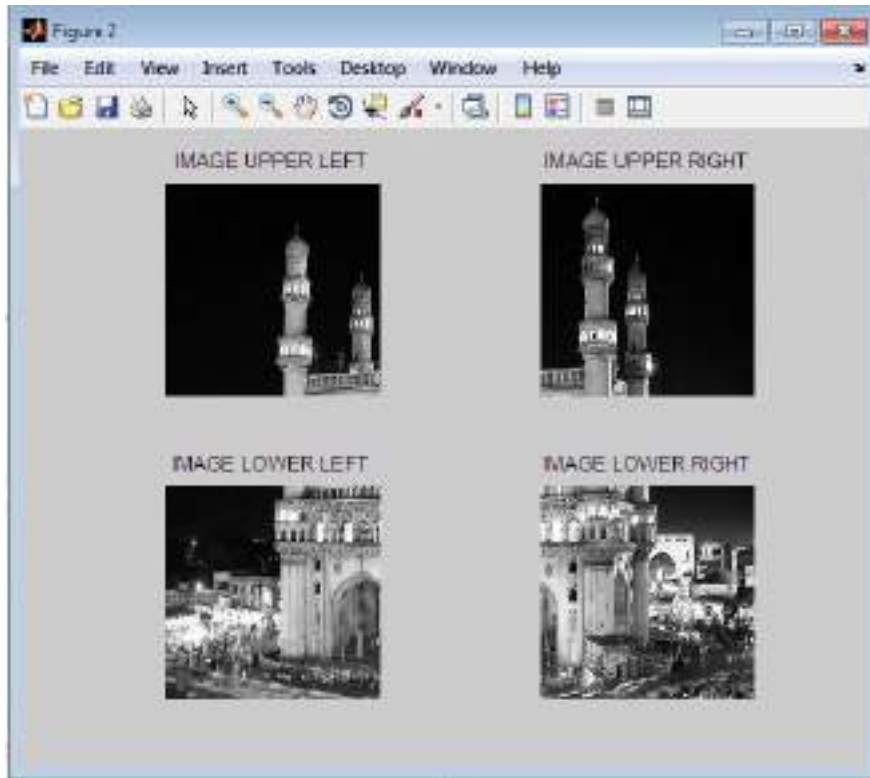 Figure 2
File Edit View Insert Tools Desktop Window Help
IMAGE UPPER LEFT IMAGE UPPER RIGHT
IMAGE LOWER LEFT IMAGE LOWER RIGHT